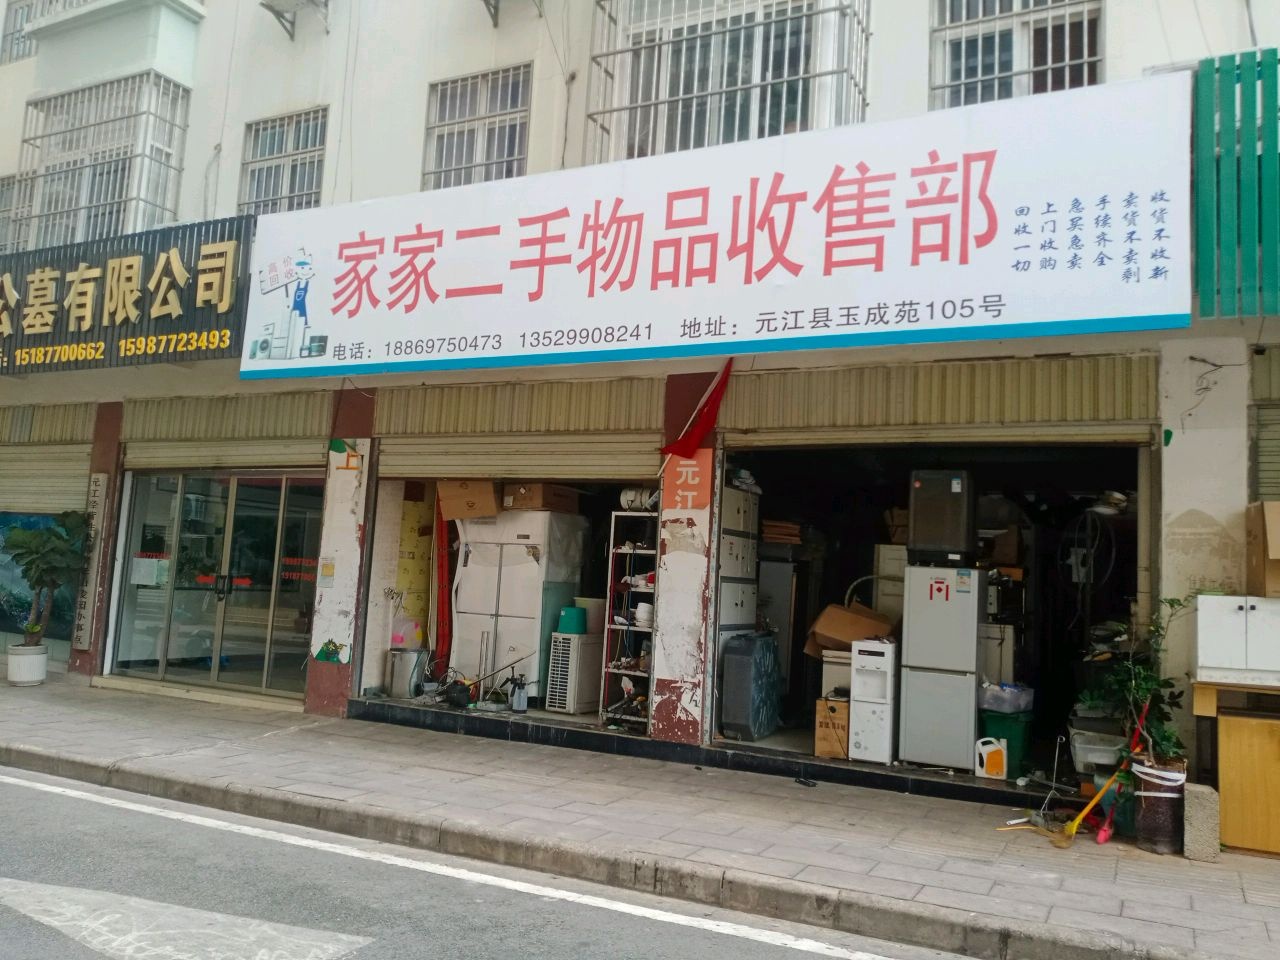 公墓有限公司
15187700662 15987723493
高价
回收
家家二手物品收售部
电话：18869750473 13529908241 地址：元江县玉成苑105号
收货不收新
卖货不卖剩
手续齐全
急买急卖
上门收购
回收一切
上
元江